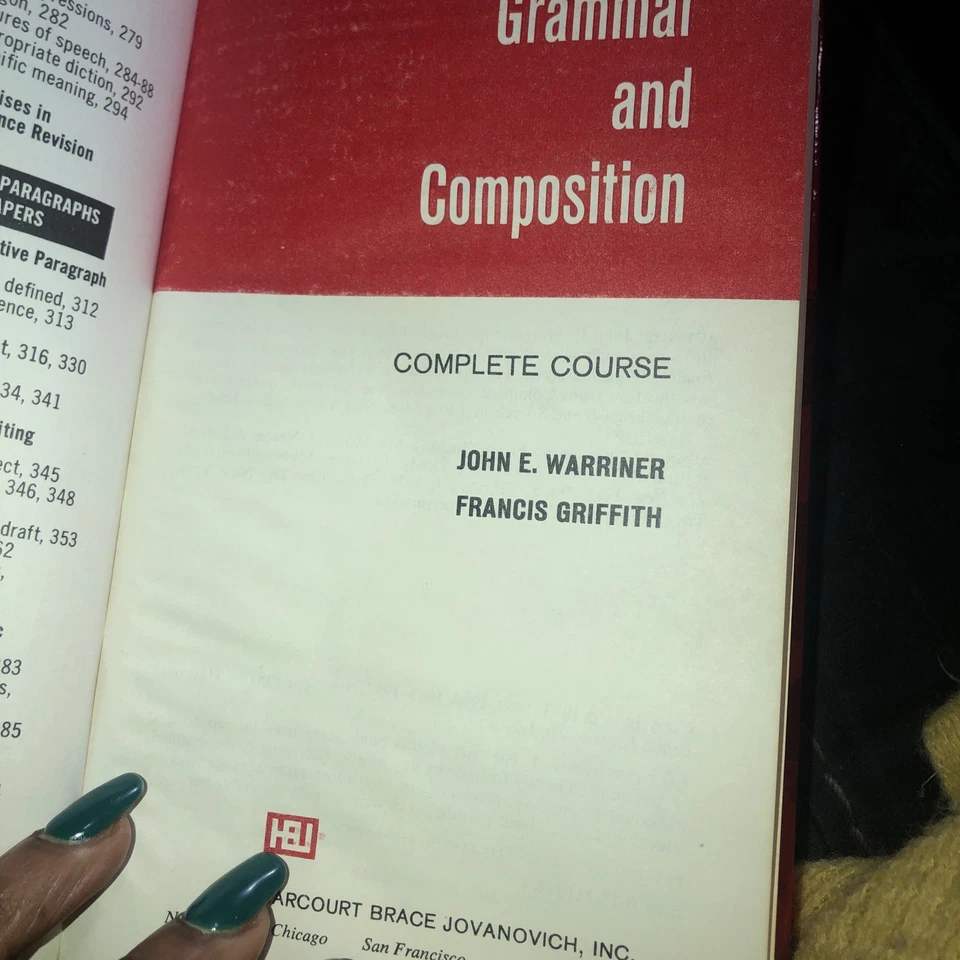 essions, 279
gon, 282
ures of speech, 284-88
ropriate diction, 292
ific meaning, 294
ises in
nce Revision
PARAGRAPHS
APERS
tive Paragraph
defined, 312
ence, 313
t, 316, 330
34, 341
iting
ect, 345
346, 348
draft, 353
62
83
s,
85
Grammar
and
Composition
COMPLETE COURSE
JOHN E. WARRINER
FRANCIS GRIFFITH
HBJ
ARCOURT BRACE JOVANOVICH, INC.
N
Chicago San Francisco